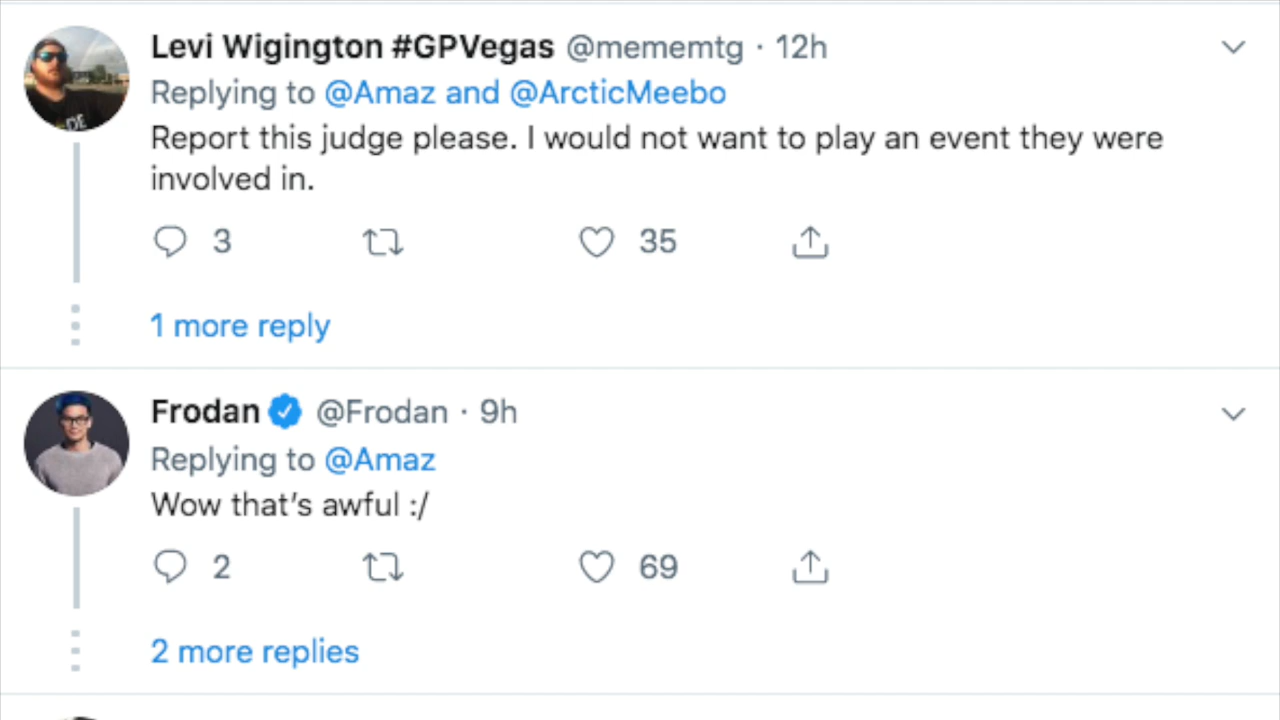 Levi Wigington #GPVegas @mememtg · 12h
Replying to @Amaz and @ArcticMeebo
Report this judge please. I would not want to play an event they were
involved in.
3 35
1 more reply
Frodan @Frodan · 9h
Replying to @Amaz
Wow that's awful :/
2 69
2 more replies